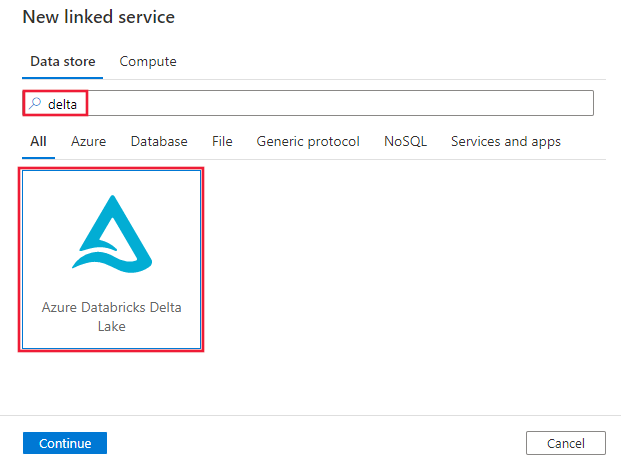 New linked service
Data store Compute
delta
All Azure Database File Generic protocol NoSQL Services and apps
Azure Databricks Delta
Lake
Continue Cancel